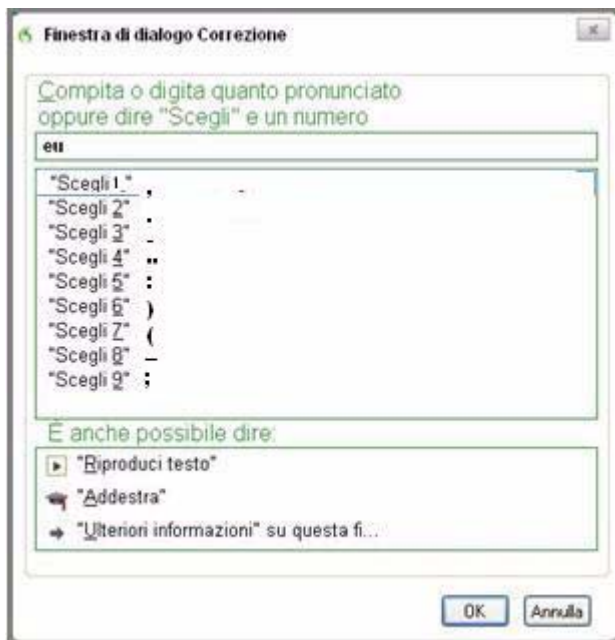 Finestra di dialogo Correzione
Compita o digita quanto pronunciato
oppure dire "Scegli" e un numero
eu
"Scegli 1" ,
"Scegli 2" .
"Scegli 3" -
"Scegli 4" "
"Scegli 5" :
"Scegli 6" )
"Scegli 7" (
"Scegli 8" –
"Scegli 9" ;
È anche possibile dire:
"Riproduci testo"
"Addestra"
"Ulteriori informazioni" su questa fi...
OK Annulla